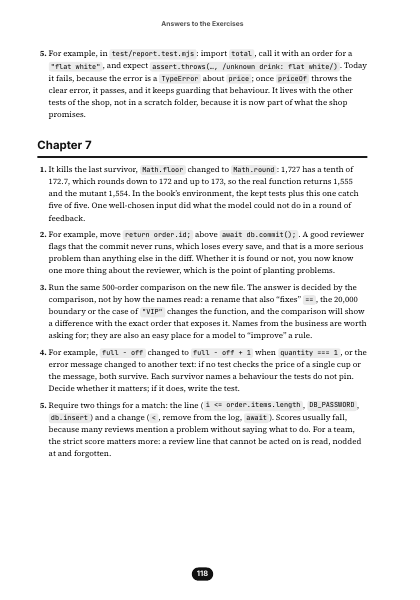 Answers to the Exercises
5. For example, in test/report.test.mjs: import total, call it with an order for a
"flat white", and expect assert.throws(…, /unknown drink: flat white/). Today
it fails, because the error is a TypeError about price; once priceOf throws the
clear error, it passes, and it keeps guarding that behaviour. It lives with the other
tests of the shop, not in a scratch folder, because it is now part of what the shop
promises.
Chapter 7
1. It kills the last survivor, Math.floor changed to Math.round: 1,727 has a tenth of
172.7, which rounds down to 172 and up to 173, so the real function returns 1,555
and the mutant 1,554. In the book's environment, the kept tests plus this one catch
five of five. One well-chosen input did what the model could not do in a round of
feedback.
2. For example, move return order.id; above await db.commit();. A good reviewer
flags that the commit never runs, which loses every save, and that is a more serious
problem than anything else in the diff. Whether it is found or not, you now know
one more thing about the reviewer, which is the point of planting problems.
3. Run the same 500-order comparison on the new file. The answer is decided by the
comparison, not by how the names read: a rename that also “fixes” ==, the 20,000
boundary or the case of "VIP" changes the function, and the comparison will show
a difference with the exact order that exposes it. Names from the business are worth
asking for; they are also an easy place for a model to “improve” a rule.
4. For example, full - off changed to full - off + 1 when quantity === 1, or the
error message changed to another text: if no test checks the price of a single cup or
the message, both survive. Each survivor names a behaviour the tests do not pin.
Decide whether it matters; if it does, write the test.
5. Require two things for a match: the line (i <= order.items.length, DB_PASSWORD,
db.insert) and a change (<, remove from the log, await). Scores usually fall,
because many reviews mention a problem without saying what to do. For a team,
the strict score matters more: a review line that cannot be acted on is read, nodded
at and forgotten.
118